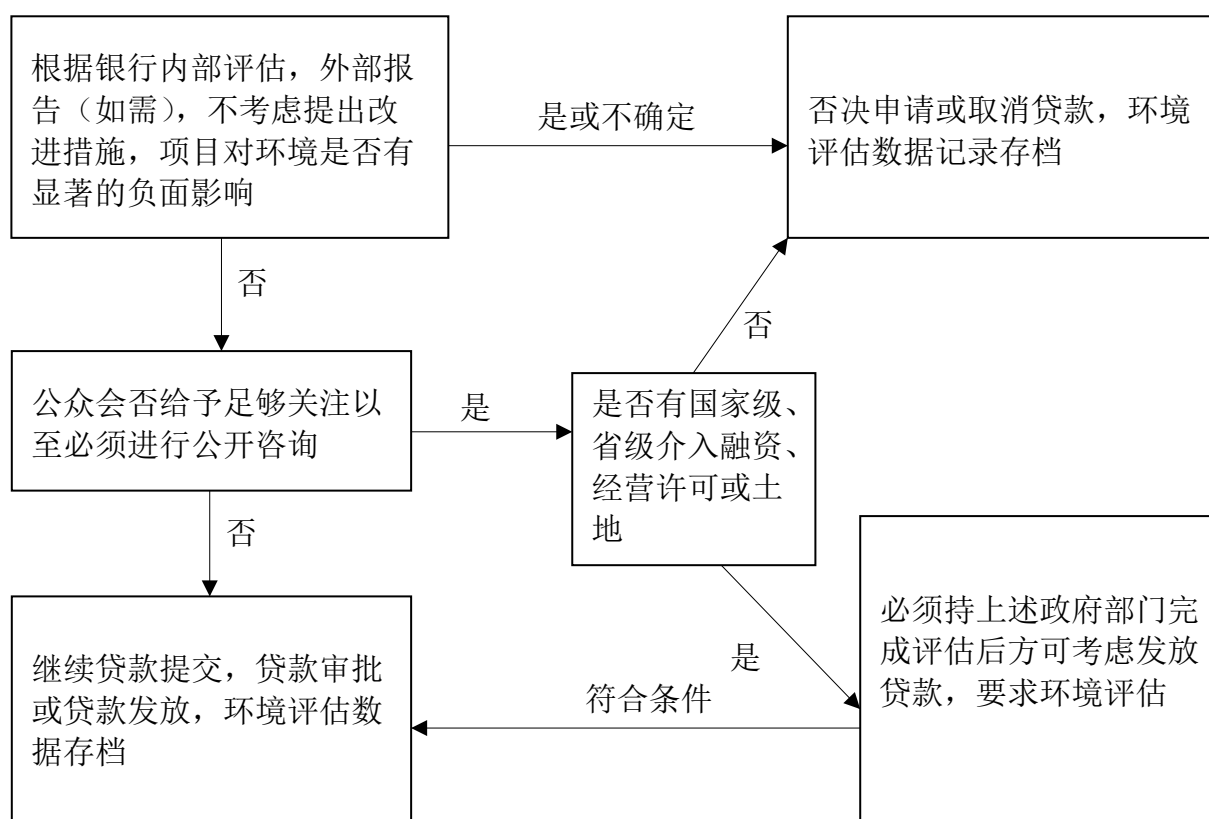 根据银行内部评估，外部报
告（如需），不考虑提出改
进措施，项目对环境是否有
显著的负面影响
是或不确定
否决申请或取消贷款，环境
评估数据记录存档
否
否
公众会否给予足够关注以
至必须进行公开咨询
是
是否有国家级、
省级介入融资、
经营许可或土
地
否
是
必须持上述政府部门完
成评估后方可考虑发放
贷款，要求环境评估
符合条件
继续贷款提交，贷款审批
或贷款发放，环境评估数
据存档